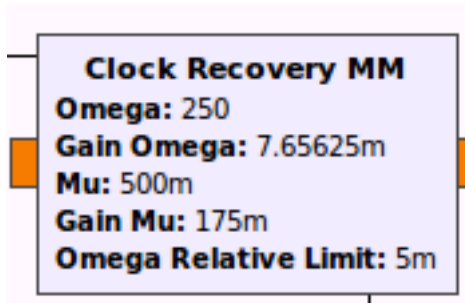 Clock Recovery MM
Omega: 250
Gain Omega: 7.65625m
Mu: 500m
Gain Mu: 175m
Omega Relative Limit: 5m